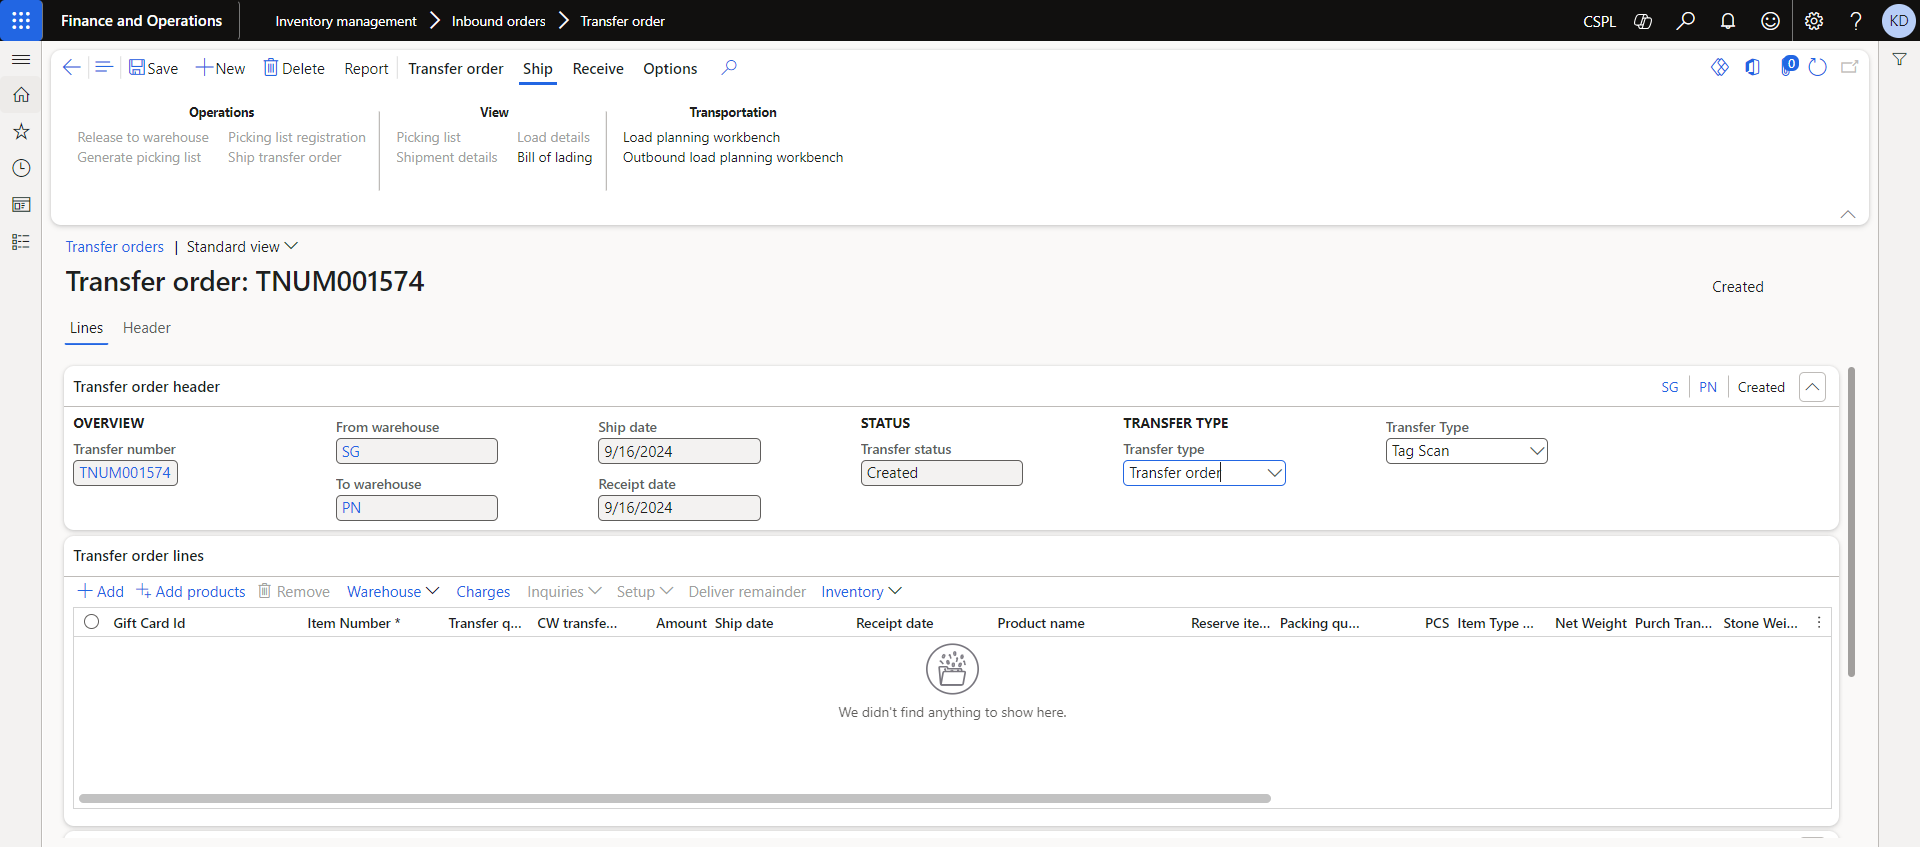 Finance and Operations
Inventory management
Inbound orders
Transfer order
CSPL
KD
Save
New
Delete
Report
Transfer order
Ship
Receive
Options
0
Operations
View
Transportation
Release to warehouse
Picking list registration
Picking list
Load details
Load planning workbench
Generate picking list
Ship transfer order
Shipment details
Bill of lading
Outbound load planning workbench
Transfer orders | Standard view
Transfer order: TNUM001574
Created
Lines
Header
Transfer order header
SG
PN
Created
OVERVIEW
Transfer number
TNUM001574
From warehouse
SG
To warehouse
PN
Ship date
9/16/2024
Receipt date
9/16/2024
STATUS
Transfer status
Created
TRANSFER TYPE
Transfer type
Transfer order
Transfer Type
Tag Scan
Transfer order lines
Add
Add products
Remove
Warehouse
Charges
Inquiries
Setup
Deliver remainder
Inventory
Gift Card Id
Item Number *
Transfer q...
CW transfe...
Amount
Ship date
Receipt date
Product name
Reserve ite...
Packing qu...
PCS
Item Type ...
Net Weight
Purch Tran...
Stone Wei...
We didn't find anything to show here.